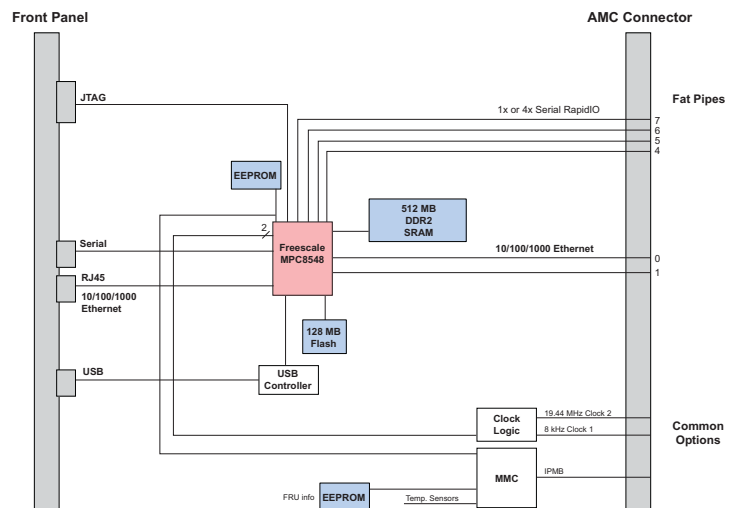 Front Panel
AMC Connector
JTAG
Fat Pipes
1x or 4x Serial RapidIO
7
6
5
4
EEPROM
512 MB
DDR2
SRAM
2
Serial
Freescale
MPC8548
10/100/1000 Ethernet
0
1
RJ45
10/100/1000
Ethernet
128 MB
Flash
USB
USB
Controller
Clock
Logic
19.44 MHz Clock 2
8 kHz Clock 1
Common
Options
MMC
IPMB
FRU info
EEPROM
Temp. Sensors